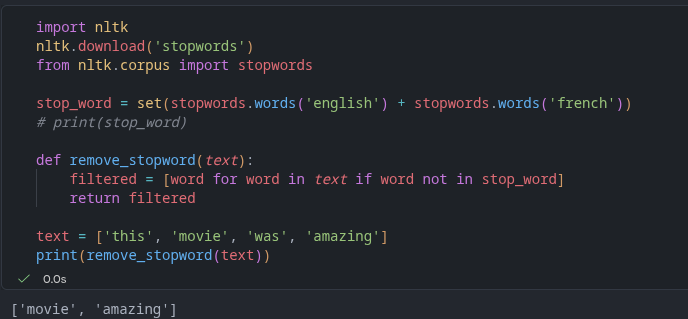 import nltk
nltk.download('stopwords')
from nltk.corpus import stopwords

stop_word = set(stopwords.words('english') + stopwords.words('french'))
# print(stop_word)

def remove_stopword(text):
    filtered = [word for word in text if word not in stop_word]
    return filtered

text = ['this', 'movie', 'was', 'amazing']
print(remove_stopword(text))
0.0s
['movie', 'amazing']